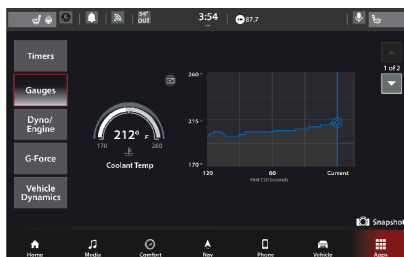 34°
OUT
3:54
87.7
Timers
Gauges
Dyno/
Engine
G-Force
Vehicle
Dynamics
212° F
170
260
Coolant Temp
260°
215°
170°
120
60
Current
Past 120 Seconds
1 of 2
Snapshot
Home
Media
Comfort
Nav
Phone
Vehicle
Apps